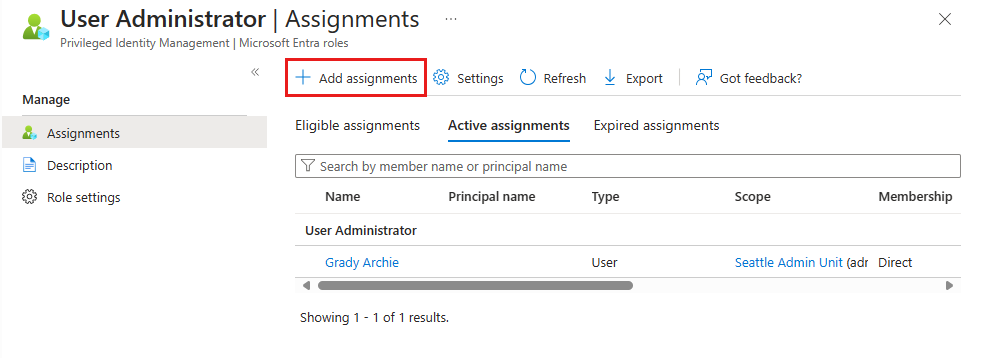 User Administrator | Assignments ...
Privileged Identity Management | Microsoft Entra roles
Manage
Assignments
Description
Role settings
Add assignments Settings Refresh Export Got feedback?
Eligible assignments Active assignments Expired assignments
Search by member name or principal name
Name Principal name Type Scope Membership
User Administrator
Grady Archie User Seattle Admin Unit (adr Direct
Showing 1 - 1 of 1 results.